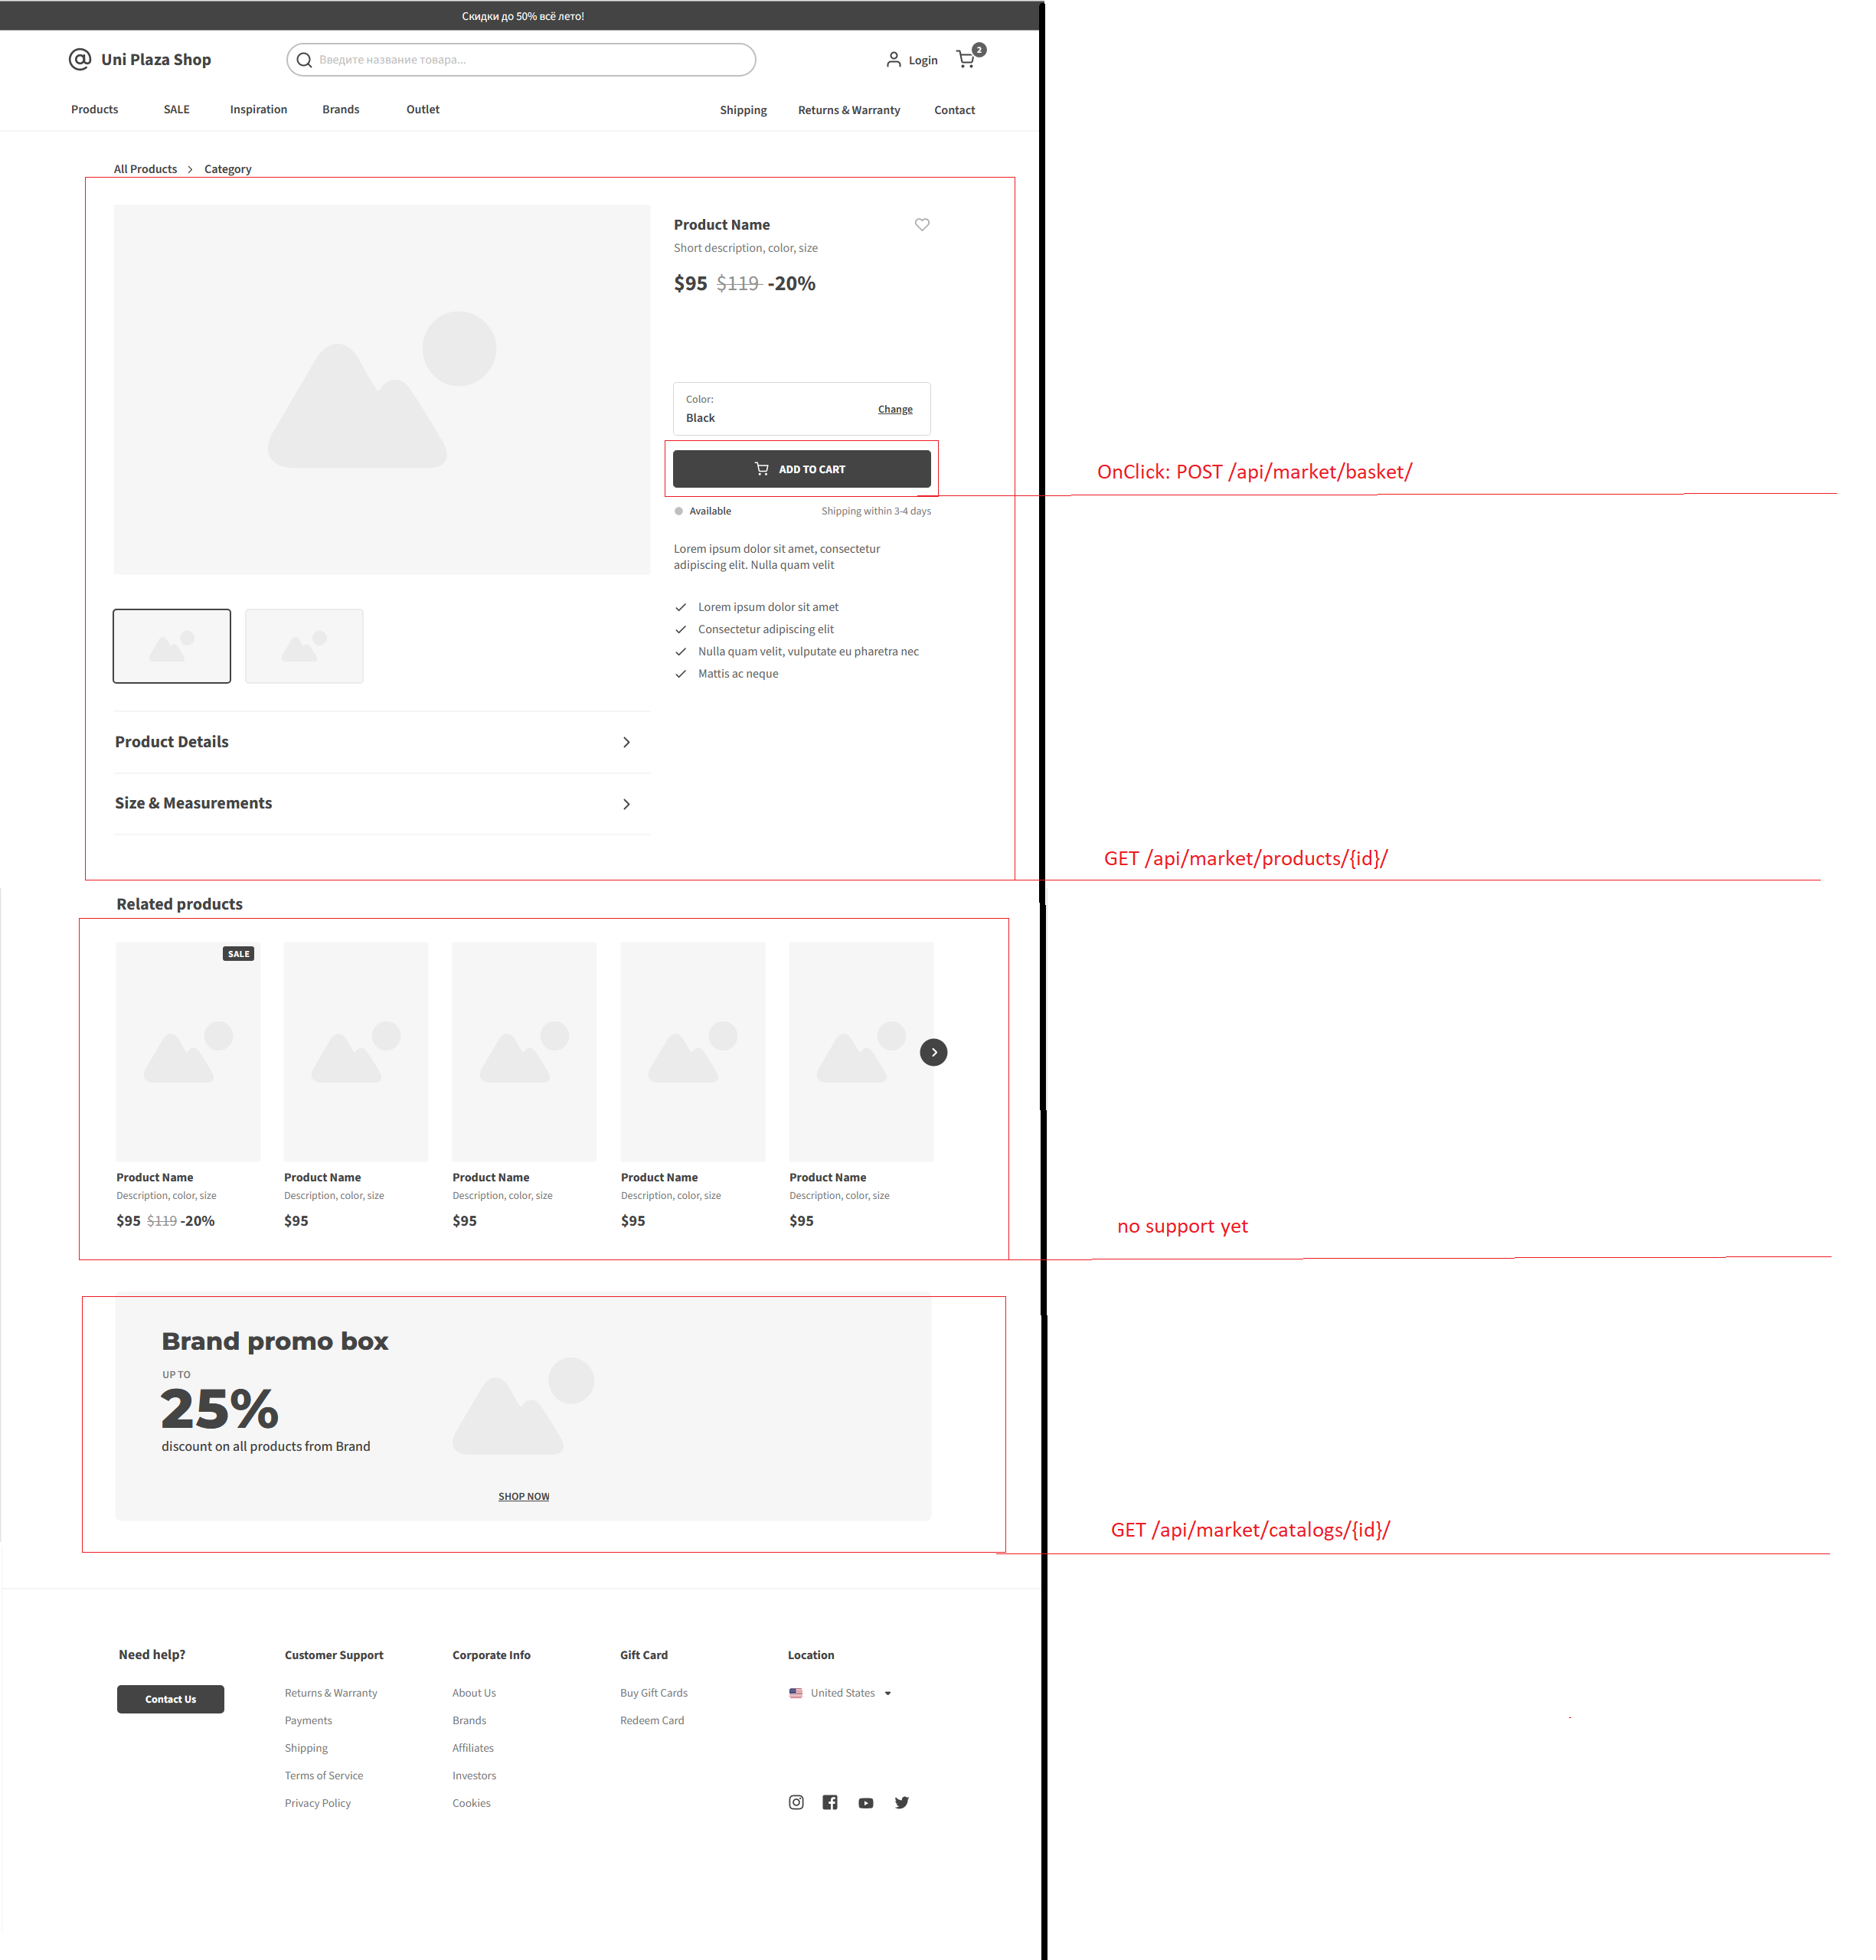 Скидки до 50% всё лето!
Uni Plaza Shop
Введите название товара...
Login
2
Products
SALE
Inspiration
Brands
Outlet
Shipping
Returns & Warranty
Contact
All Products
Category
Product Name
Short description, color, size
$95 $119 -20%
Color:
Black
Change
ADD TO CART
OnClick: POST /api/market/basket/
Available
Shipping within 3-4 days
Lorem ipsum dolor sit amet, consectetur
adipiscing elit. Nulla quam velit
Lorem ipsum dolor sit amet
Consectetur adipiscing elit
Nulla quam velit, vulputate eu pharetra nec
Mattis ac neque
Product Details
Size & Measurements
GET /api/market/products/{id}/
Related products
SALE
Product Name
Description, color, size
$95 $119 -20%
Product Name
Description, color, size
$95
Product Name
Description, color, size
$95
Product Name
Description, color, size
$95
Product Name
Description, color, size
$95
no support yet
Brand promo box
UP TO
25%
discount on all products from Brand
SHOP NOW
GET /api/market/catalogs/{id}/
Need help?
Contact Us
Customer Support
Returns & Warranty
Payments
Shipping
Terms of Service
Privacy Policy
Corporate Info
About Us
Brands
Affiliates
Investors
Cookies
Gift Card
Buy Gift Cards
Redeem Card
Location
United States